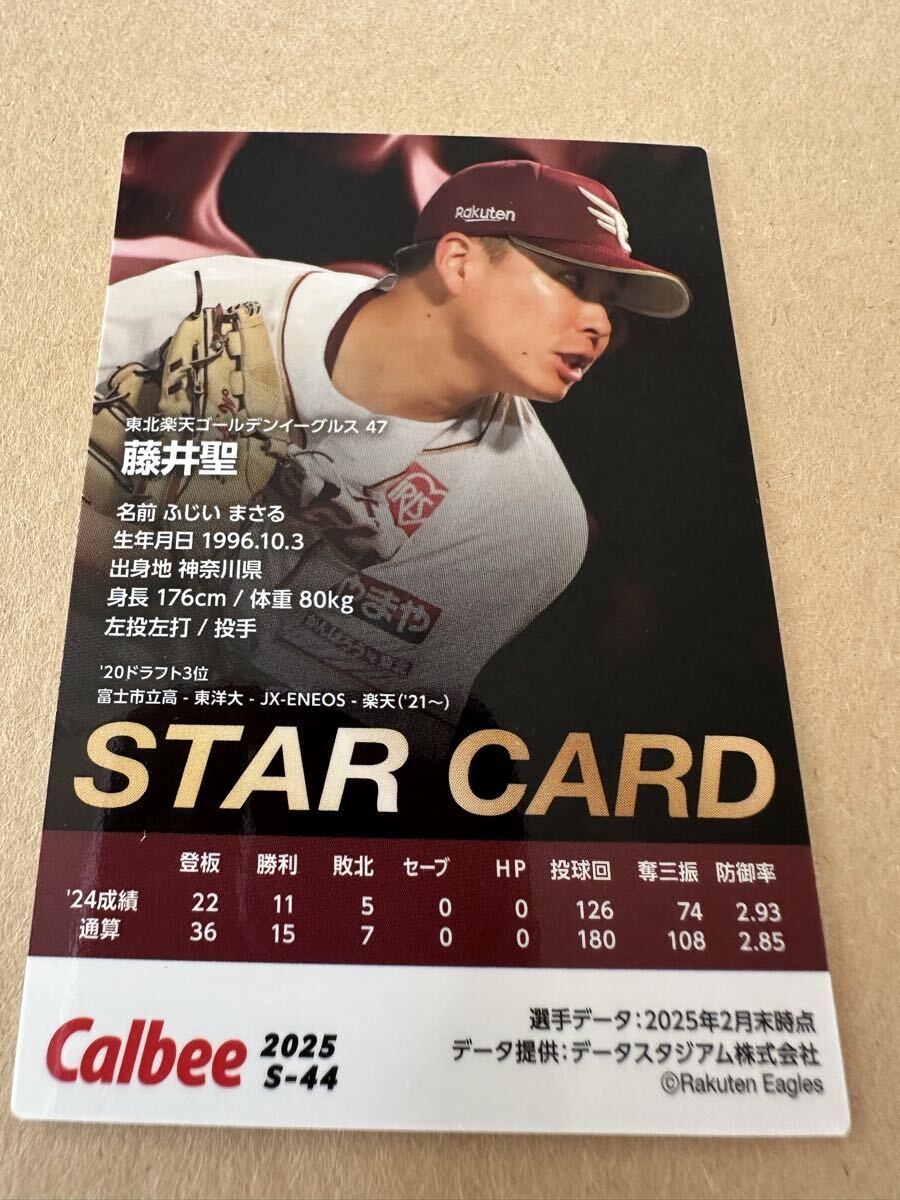 Rakuten
東北楽天ゴールデンイーグルス 47
藤井聖
IRIS
名前 ふじい まさる
生年月日 1996.10.3
出身地 神奈川県
身長 176cm / 体重 80kg
やまや
左投左打 / 投手
'20ドラフト3位
富士市立高 - 東洋大 - JX-ENEOS - 楽天('21〜)
STAR CARD
登板 勝利 敗北 セーブ HP 投球回 奪三振 防御率
'24成績 22 11 5 0 0 126 74 2.93
通算 36 15 7 0 0 180 108 2.85
Calbee 2025
S-44
選手データ:2025年2月末時点
データ提供:データスタジアム株式会社
©Rakuten Eagles